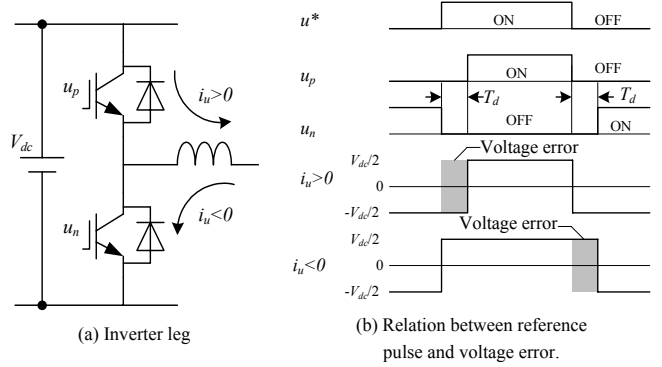 u*
ON
OFF
u_p
ON
OFF
T_d
T_d
u_n
OFF
ON
Voltage error
i_u>0
V_dc/2
0
-V_dc/2
Voltage error
i_u<0
V_dc/2
0
-V_dc/2
V_dc
u_p
i_u>0
i_u<0
u_n
(a) Inverter leg
(b) Relation between reference
pulse and voltage error.